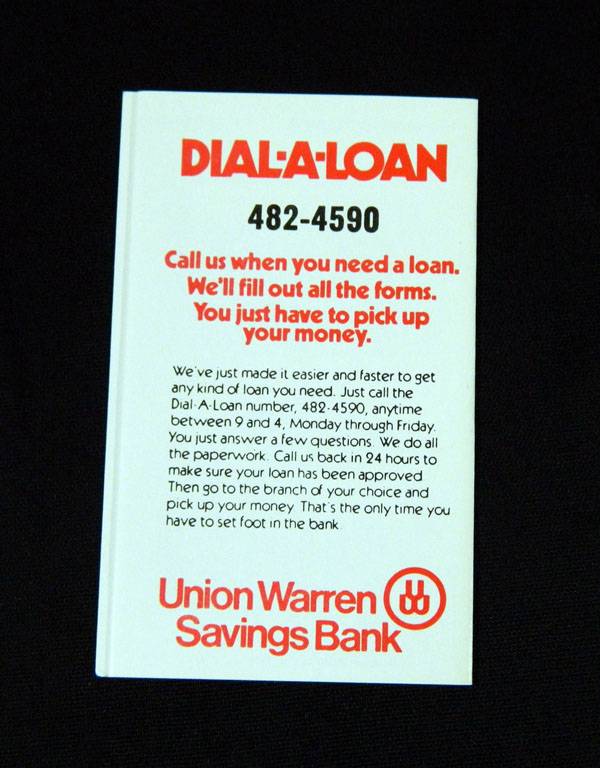 DIAL-A-LOAN
482-4590
Call us when you need a loan.
We'll fill out all the forms.
You just have to pick up
your money.
We've just made it easier and faster to get
any kind of loan you need. Just call the
Dial-A-Loan number, 482-4590, anytime
between 9 and 4, Monday through Friday.
You just answer a few questions. We do all
the paperwork. Call us back in 24 hours to
make sure your loan has been approved.
Then go to the branch of your choice and
pick up your money. That's the only time you
have to set foot in the bank.
Union Warren
Savings Bank